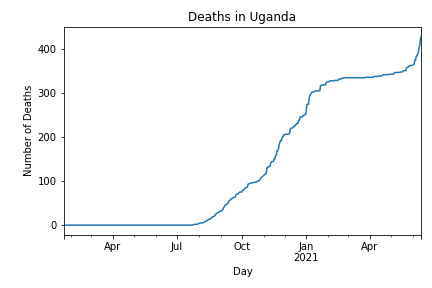 Deaths in Uganda
Number of Deaths
400
300
200
100
0
Apr
Jul
Oct
Jan
2021
Apr
Day